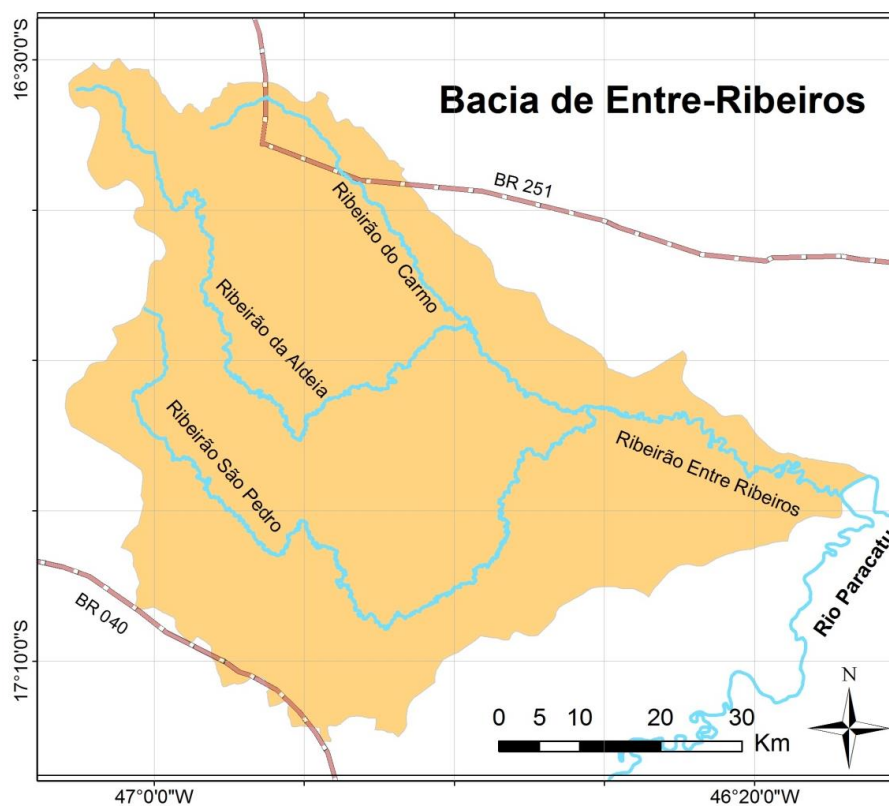 16°30'0"S
Bacia de Entre-Ribeiros
BR 251
Ribeirão do Carmo
Ribeirão da Aldeia
Ribeirão São Pedro
Ribeirão Entre Ribeiros
Rio Paracatu
BR 040
17°10'0"S
N
0 5 10 20 30
Km
47°0'0"W
46°20'0"W